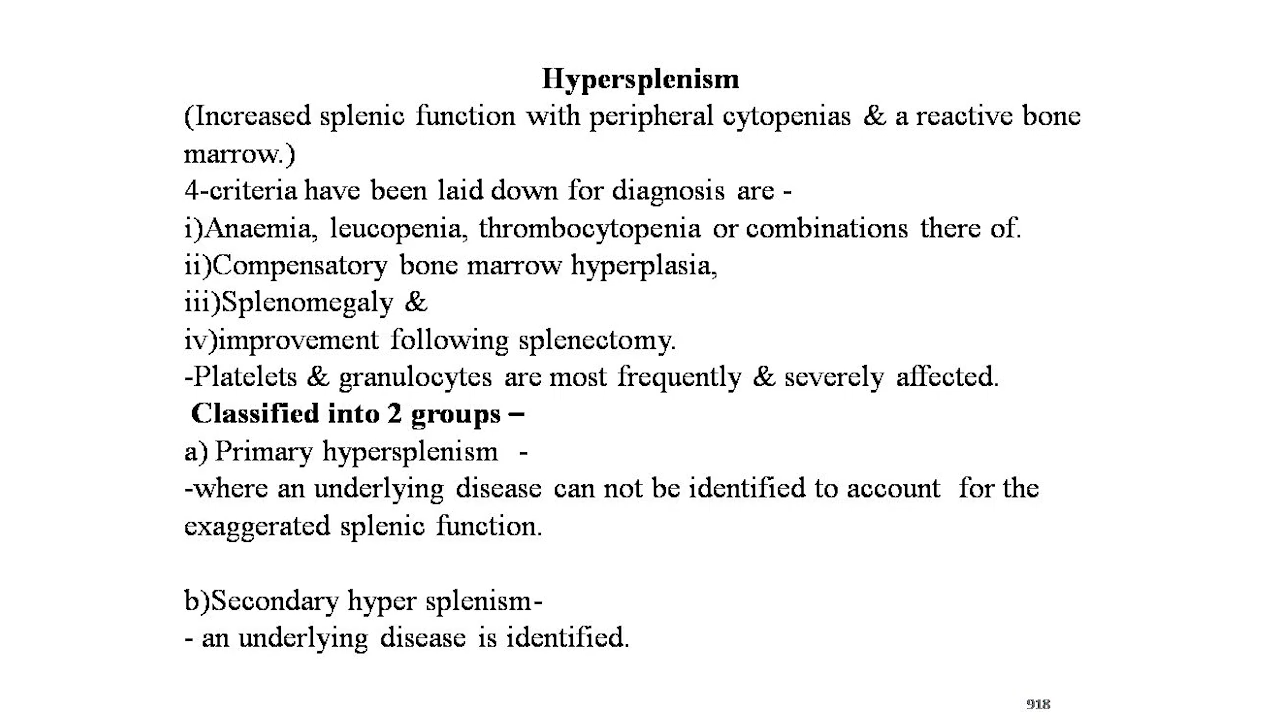 Hypersplenism
(Increased splenic function with peripheral cytopenias & a reactive bone
marrow.)
4-criteria have been laid down for diagnosis are -
i)Anaemia, leucopenia, thrombocytopenia or combinations there of.
ii)Compensatory bone marrow hyperplasia,
iii)Splenomegaly &
iv)improvement following splenectomy.
-Platelets & granulocytes are most frequently & severely affected.
Classified into 2 groups –
a) Primary hypersplenism -
-where an underlying disease can not be identified to account for the
exaggerated splenic function.
b)Secondary hyper splenism-
- an underlying disease is identified.
918